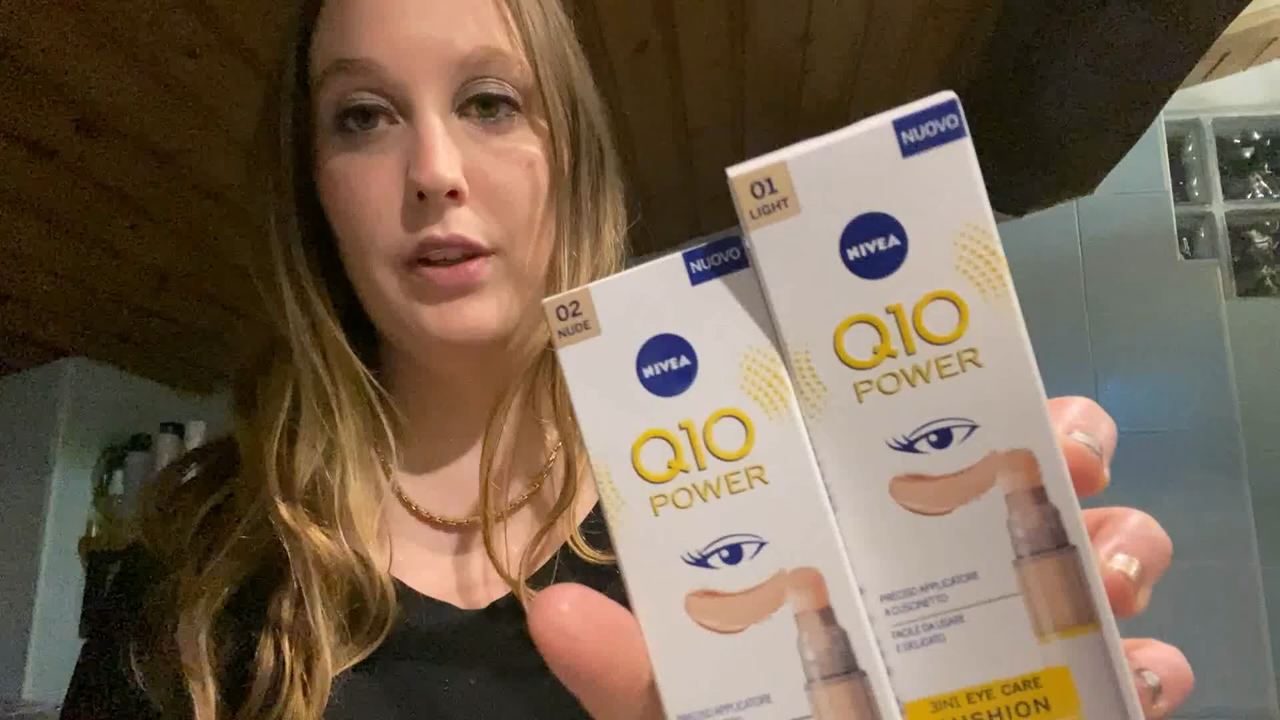 02
NUDE
NUOVO
NIVEA
Q10
POWER
01
LIGHT
NUOVO
NIVEA
Q10
POWER
PRECISO APPLICATORE
A CUSCINETTO
FACILE DA USARE
E DELICATO
3IN1 EYE CARE
CUSHION